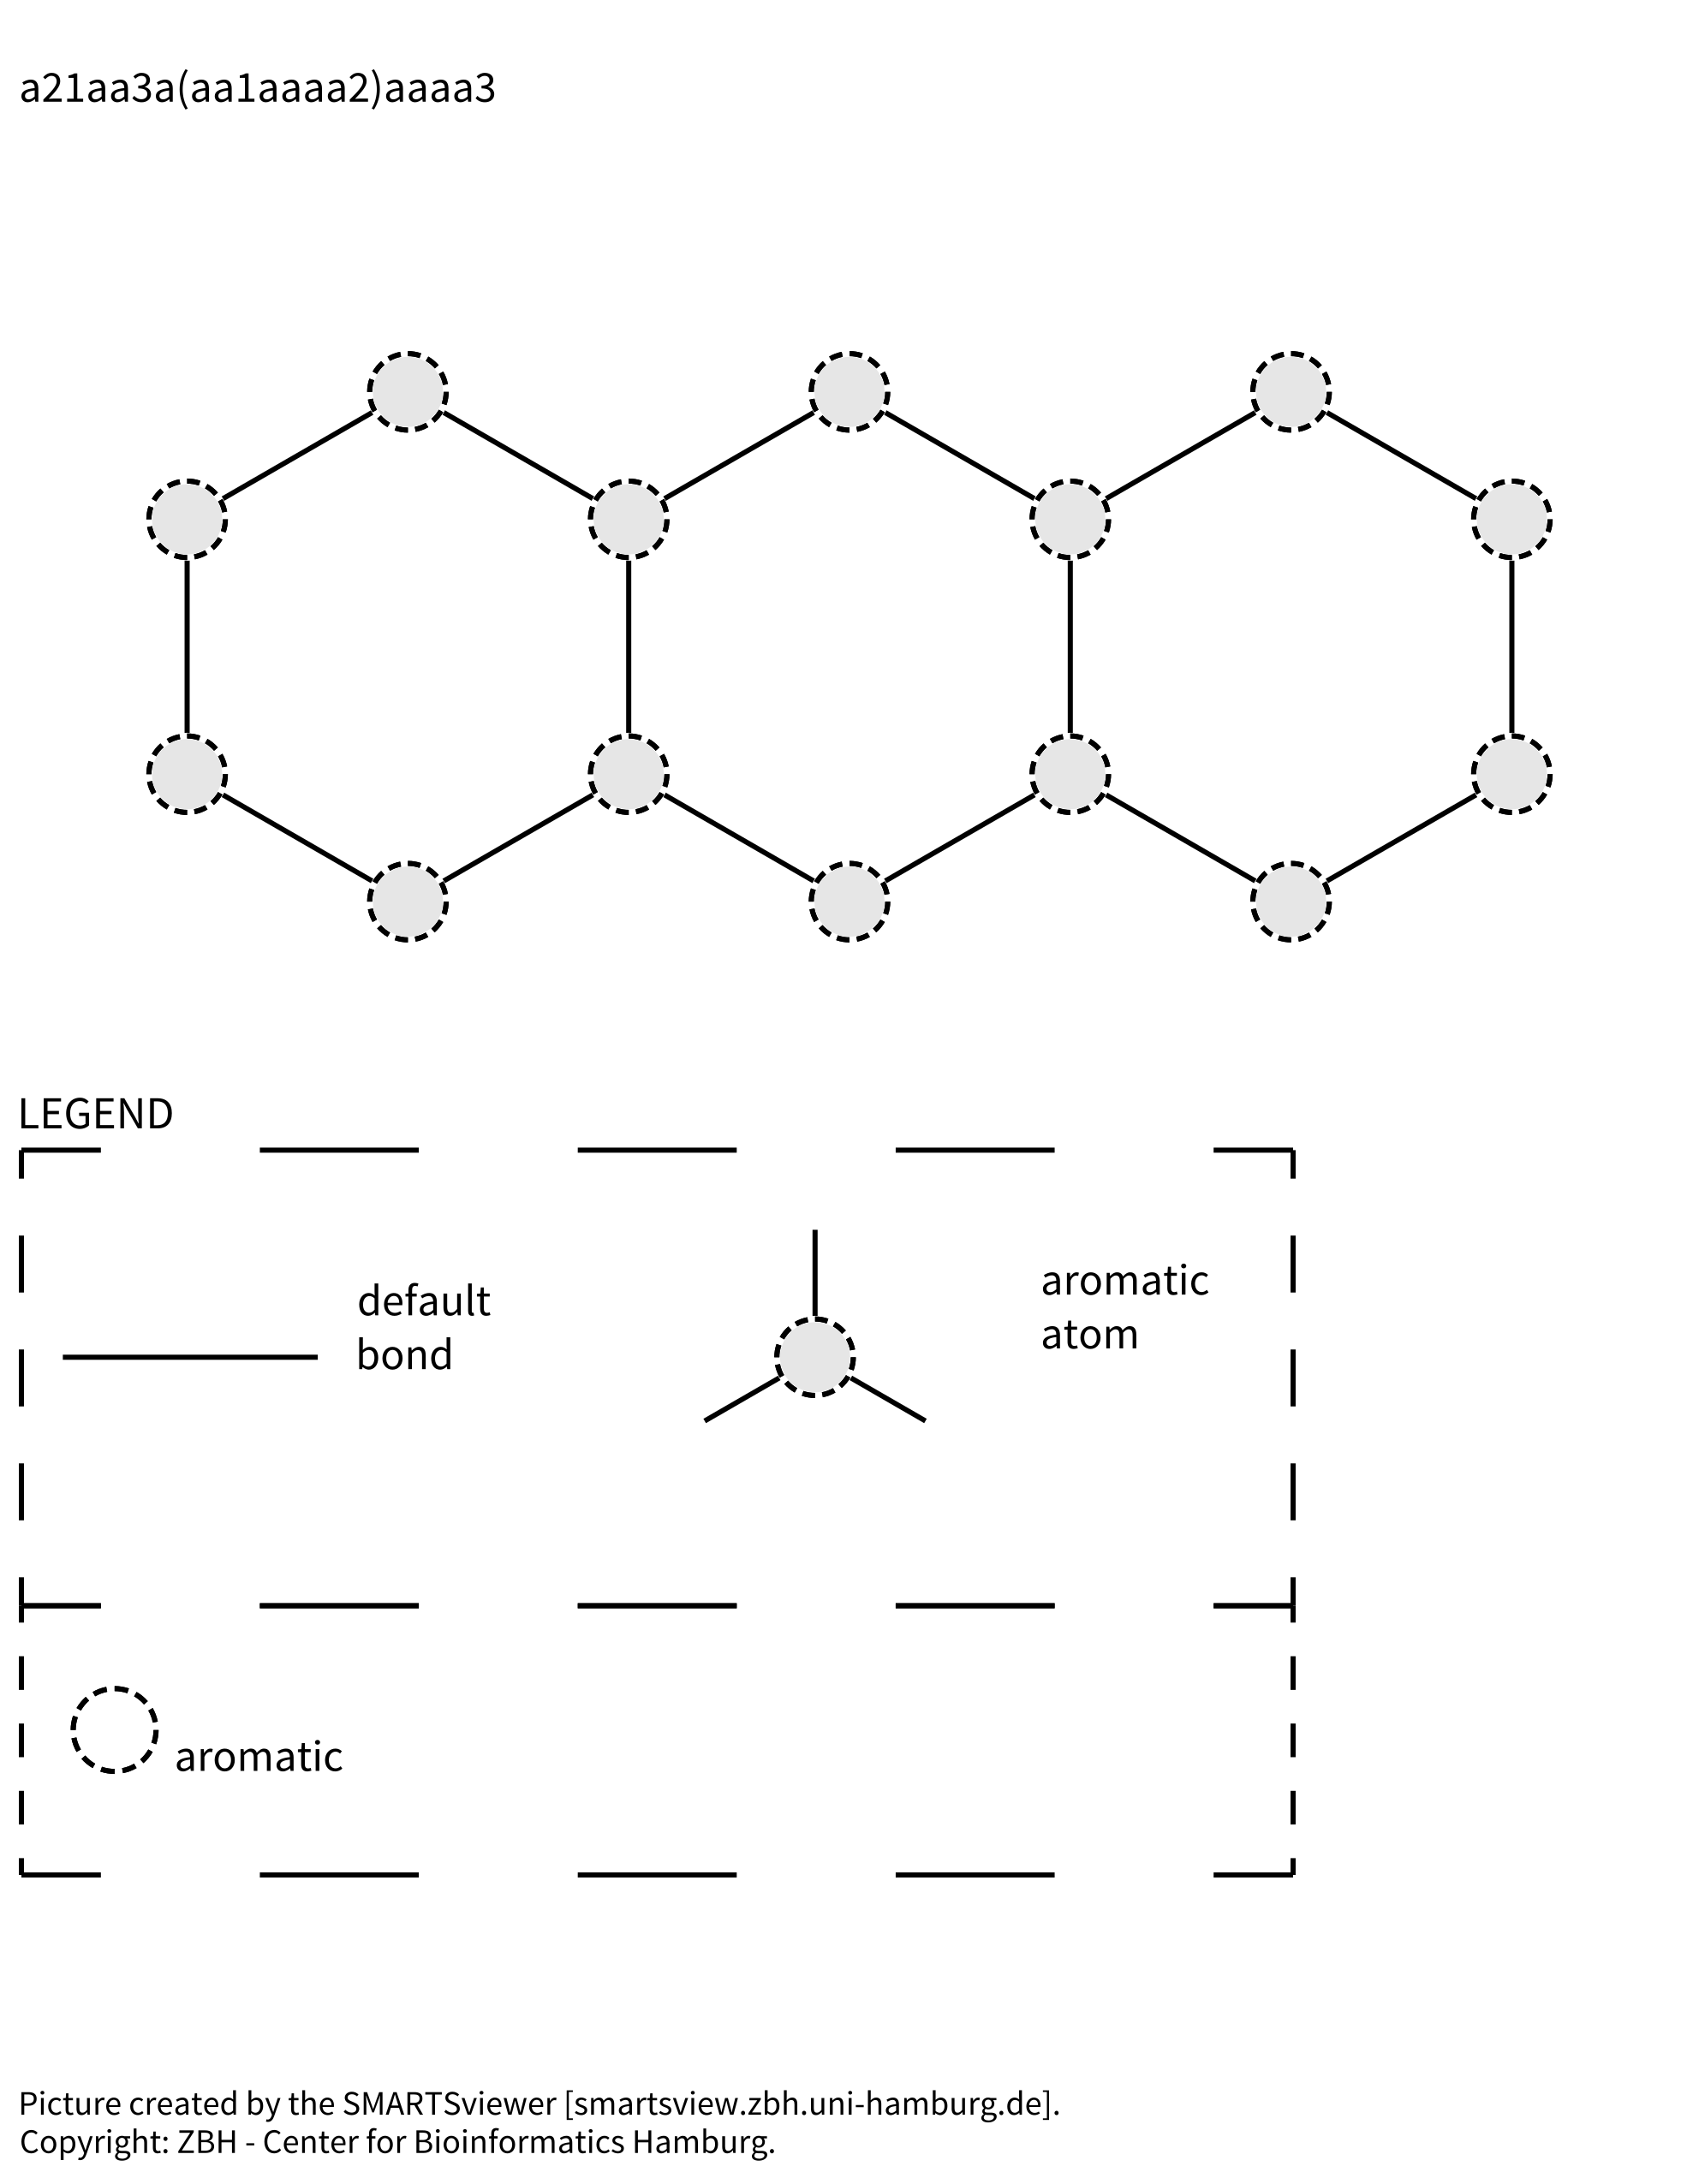 a21aa3a(aa1aaaa2)aaaa3
LEGEND
default
bond
aromatic
atom
aromatic
Picture created by the SMARTSviewer [smartsview.zbh.uni-hamburg.de].
Copyright: ZBH - Center for Bioinformatics Hamburg.